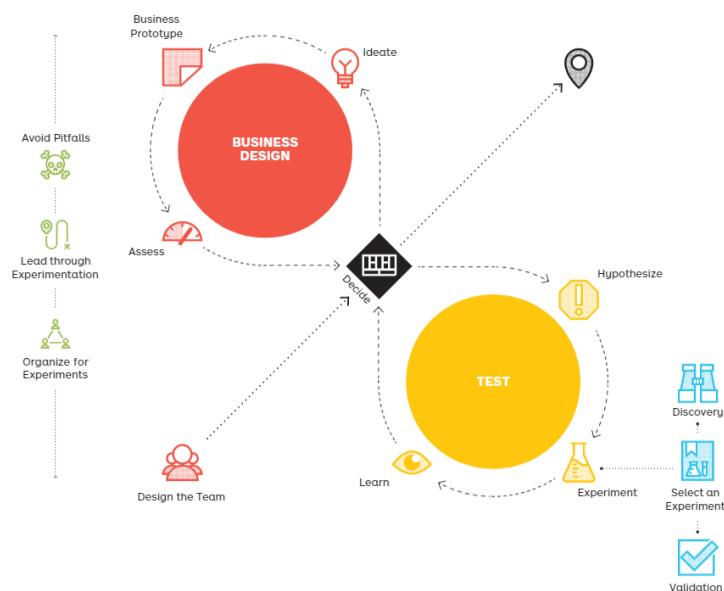 Business
Prototype
Ideate
BUSINESS
DESIGN
Avoid Pitfalls
Assess
Lead through
Experimentation
Decide
Hypothesize
Organize for
Experiments
TEST
Discovery
Learn
Experiment
Design the Team
Select an
Experiment
Validation